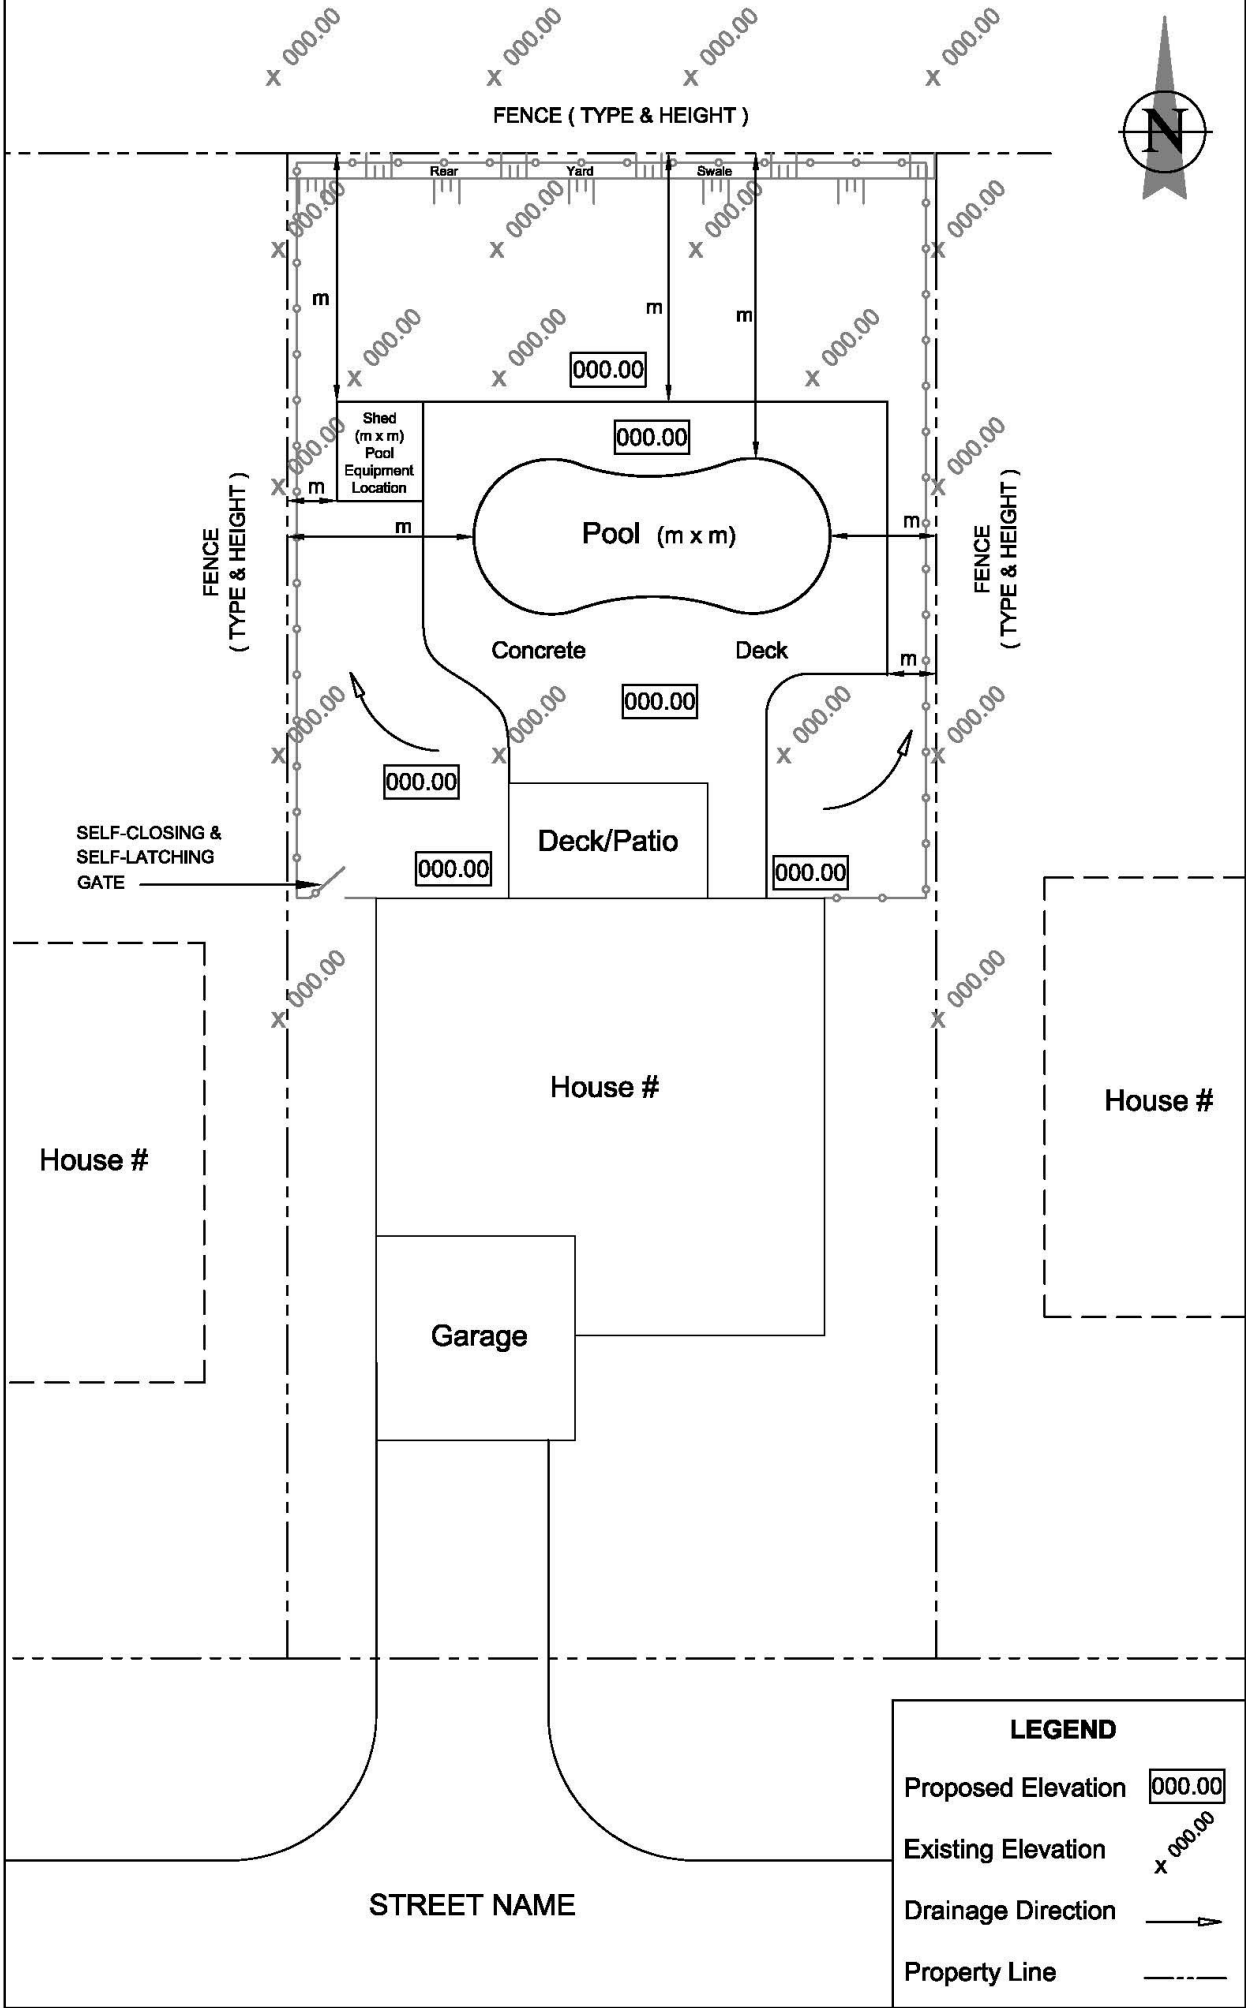 x 000.00
x 000.00
x 000.00
x 000.00
FENCE ( TYPE & HEIGHT )
N
Rear Yard Swale
x 000.00
x 000.00
x 000.00
x 000.00
m
m
m
x 000.00
x 000.00
x 000.00
000.00
Shed
(m x m)
Pool
Equipment
Location
000.00
x 000.00
x 000.00
m
m
m
FENCE
( TYPE & HEIGHT )
Pool (m x m)
FENCE
( TYPE & HEIGHT )
Concrete Deck
m
000.00
x 000.00
x 000.00
x 000.00
x 000.00
000.00
SELF-CLOSING &
SELF-LATCHING
GATE
Deck/Patio
000.00
000.00
x 000.00
x 000.00
House #
House #
House #
Garage
STREET NAME
LEGEND
Proposed Elevation 000.00
Existing Elevation x 000.00
Drainage Direction
Property Line